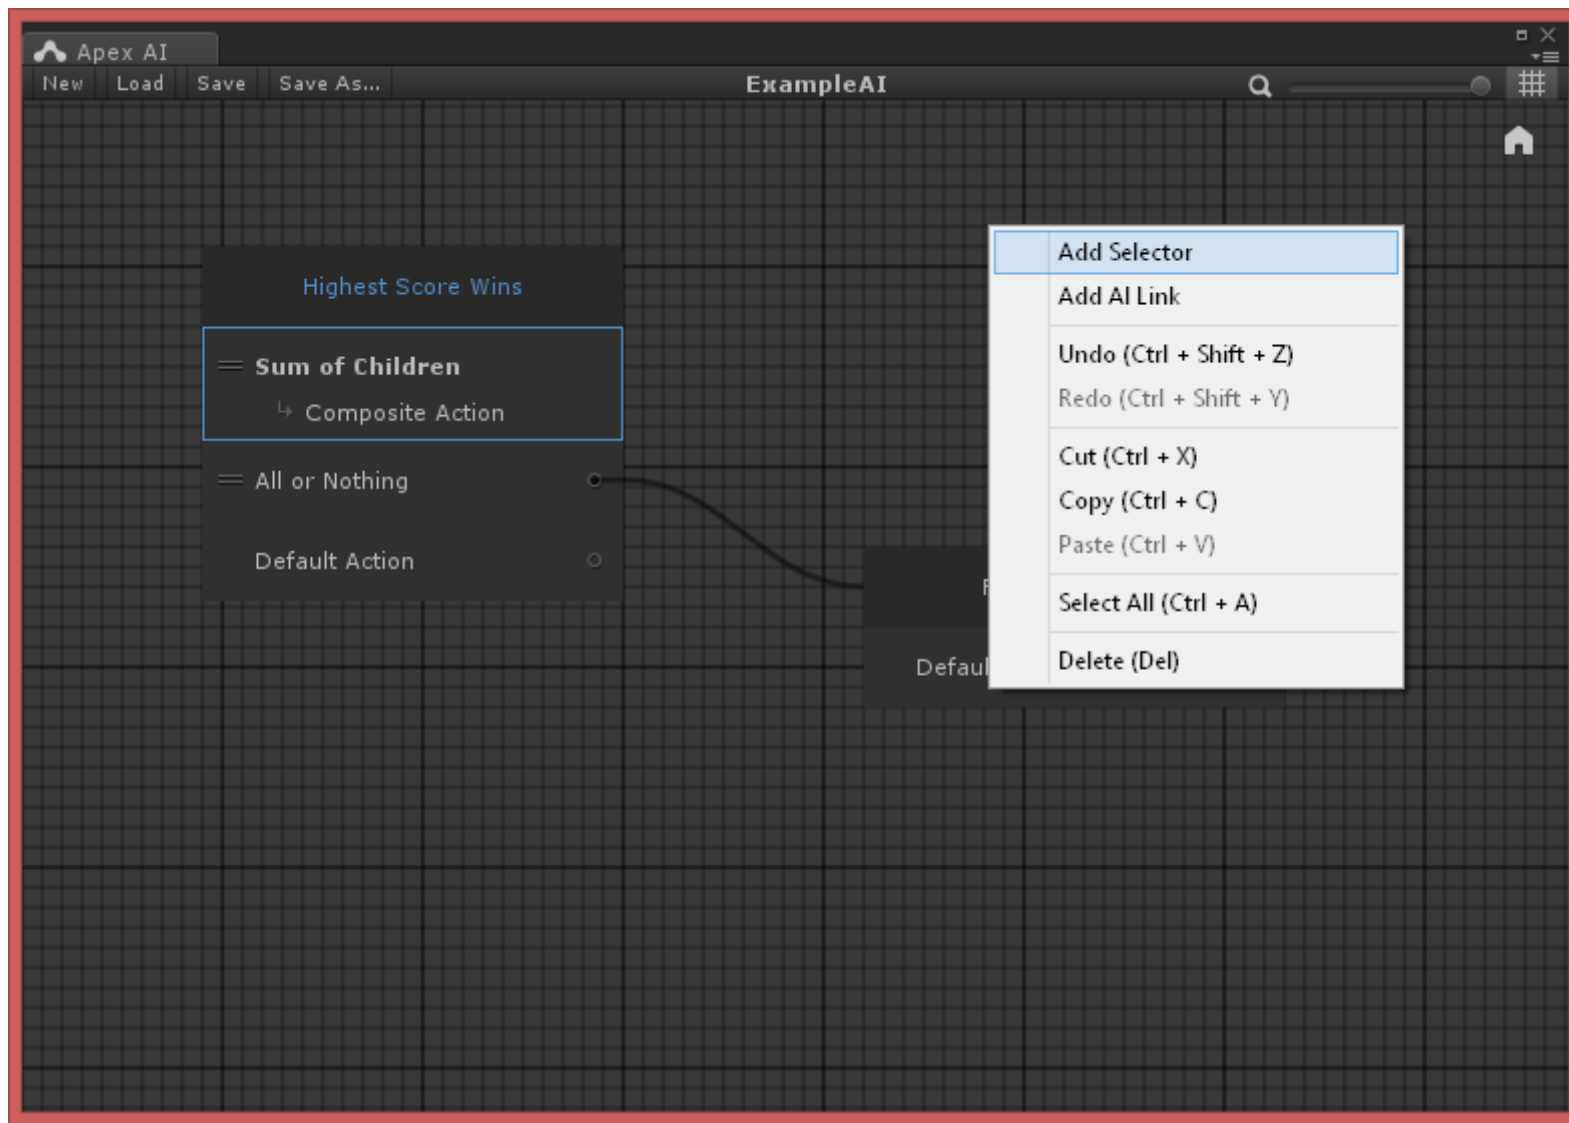 Apex AI
New Load Save Save As... ExampleAI
Highest Score Wins
Sum of Children
Composite Action
All or Nothing
Default Action
Add Selector
Add AI Link
Undo (Ctrl + Shift + Z)
Redo (Ctrl + Shift + Y)
Cut (Ctrl + X)
Copy (Ctrl + C)
Paste (Ctrl + V)
Select All (Ctrl + A)
Delete (Del)